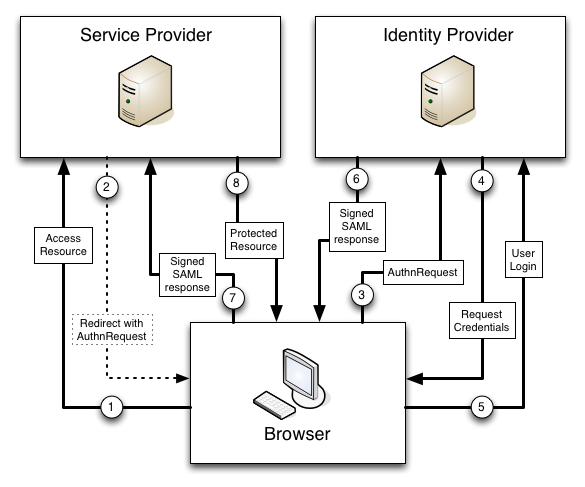 Service Provider
Identity Provider
2
8
6
4
Access
Resource
Signed
SAML
response
Protected
Resource
Signed
SAML
response
AuthnRequest
User
Login
7
3
Redirect with
AuthnRequest
Request
Credentials
1
5
Browser